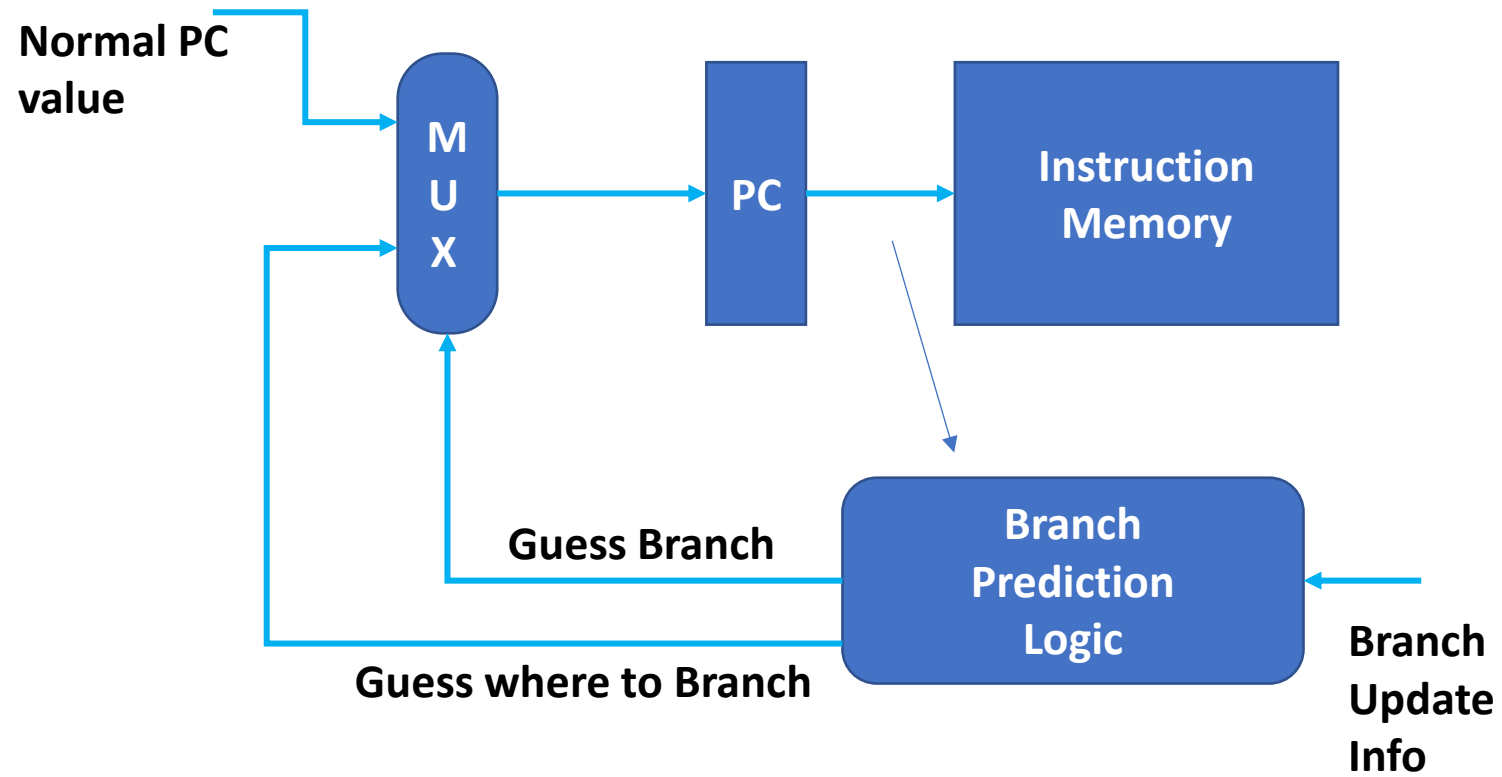 Normal PC
value
M
U
X
PC
Instruction
Memory
Guess Branch
Guess where to Branch
Branch
Prediction
Logic
Branch
Update
Info